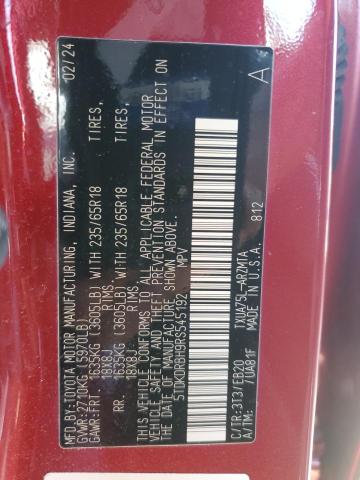 MFD. BY: TOYOTA MOTOR MANUFACTURING, INDIANA, INC. 02/24
GVWR:2710KG (5970LB)
GAWR:FRT. 1635KG (3605LB) WITH 235/65R18 TIRES,
18X8J RIMS,
RR. 1635KG (3605LB) WITH 235/65R18 TIRES,
18X8J RIMS,
THIS VEHICLE CONFORMS TO ALL APPLICABLE FEDERAL MOTOR
VEHICLE SAFETY AND THEFT PREVENTION STANDARDS IN EFFECT ON
THE DATE OF MANUFACTURE SHOWN ABOVE.
5TDKDRBH9RS545192 MPV
A
812
C/TR:3T3/EB20 TXUA75L-ARZMTA
A/TM: /UA81F MADE IN U.S.A.